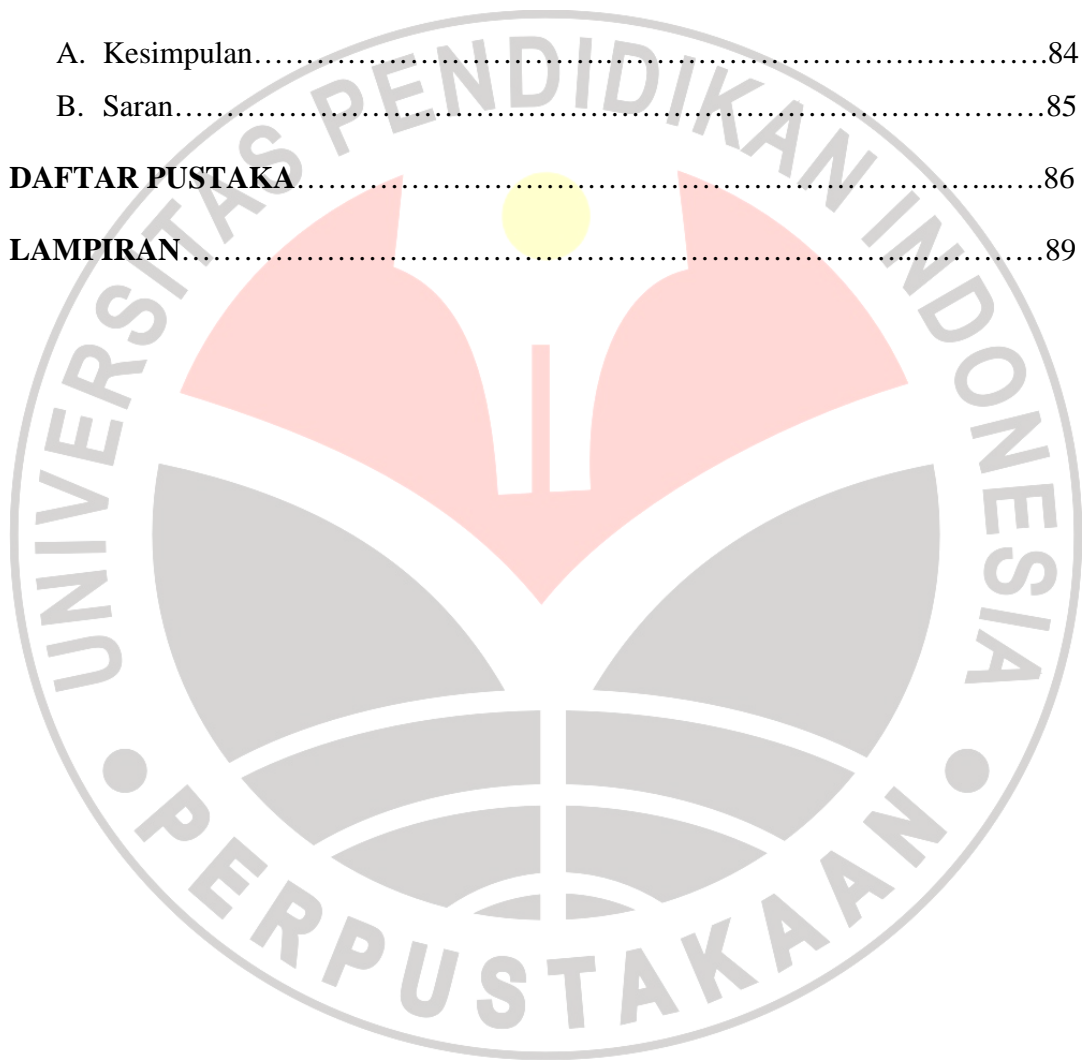 A. Kesimpulan……………………………………………………………….84
B. Saran………………………………………………………………………85
DAFTAR PUSTAKA……………………………………………………...….86
LAMPIRAN………………………………………………………..…………89
UNIVERSITAS PENDIDIKAN INDONESIA
PERPUSTAKAAN